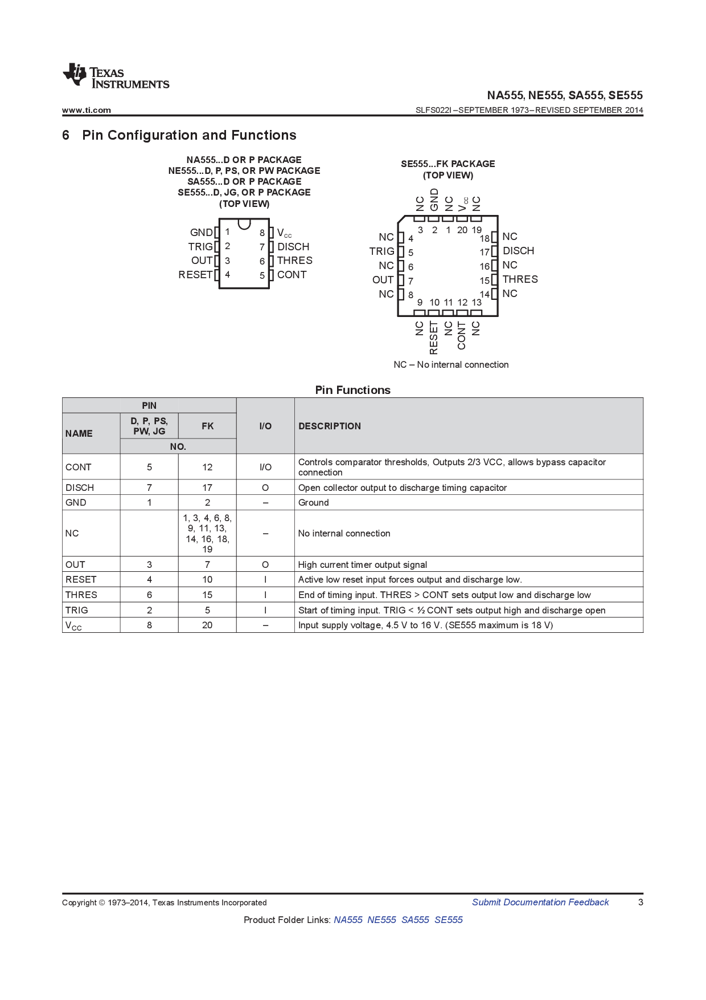 TEXAS
INSTRUMENTS
NA555, NE555, SA555, SE555
www.ti.com
SLFS022I –SEPTEMBER 1973–REVISED SEPTEMBER 2014
6 Pin Configuration and Functions
NA555...D OR P PACKAGE
NE555...D, P, PS, OR PW PACKAGE
SA555...D OR P PACKAGE
SE555...D, JG, OR P PACKAGE
(TOP VIEW)
GND 1 8 VCC
TRIG 2 7 DISCH
OUT 3 6 THRES
RESET 4 5 CONT
SE555...FK PACKAGE
(TOP VIEW)
NC GND NC VCC NC
3 2 1 20 19
NC 4 18 NC
TRIG 5 17 DISCH
NC 6 16 NC
OUT 7 15 THRES
NC 8 14 NC
9 10 11 12 13
NC RESET NC CONT NC
NC – No internal connection
Pin Functions
PIN
NAME
D, P, PS,
PW, JG
FK
NO.
I/O
DESCRIPTION
CONT 5 12 I/O Controls comparator thresholds, Outputs 2/3 VCC, allows bypass capacitor
connection
DISCH 7 17 O Open collector output to discharge timing capacitor
GND 1 2 – Ground
NC
1, 3, 4, 6, 8,
9, 11, 13,
14, 16, 18,
19
– No internal connection
OUT 3 7 O High current timer output signal
RESET 4 10 I Active low reset input forces output and discharge low.
THRES 6 15 I End of timing input. THRES > CONT sets output low and discharge low
TRIG 2 5 I Start of timing input. TRIG < ½ CONT sets output high and discharge open
VCC 8 20 – Input supply voltage, 4.5 V to 16 V. (SE555 maximum is 18 V)
Copyright © 1973–2014, Texas Instruments Incorporated
Submit Documentation Feedback 3
Product Folder Links: NA555 NE555 SA555 SE555